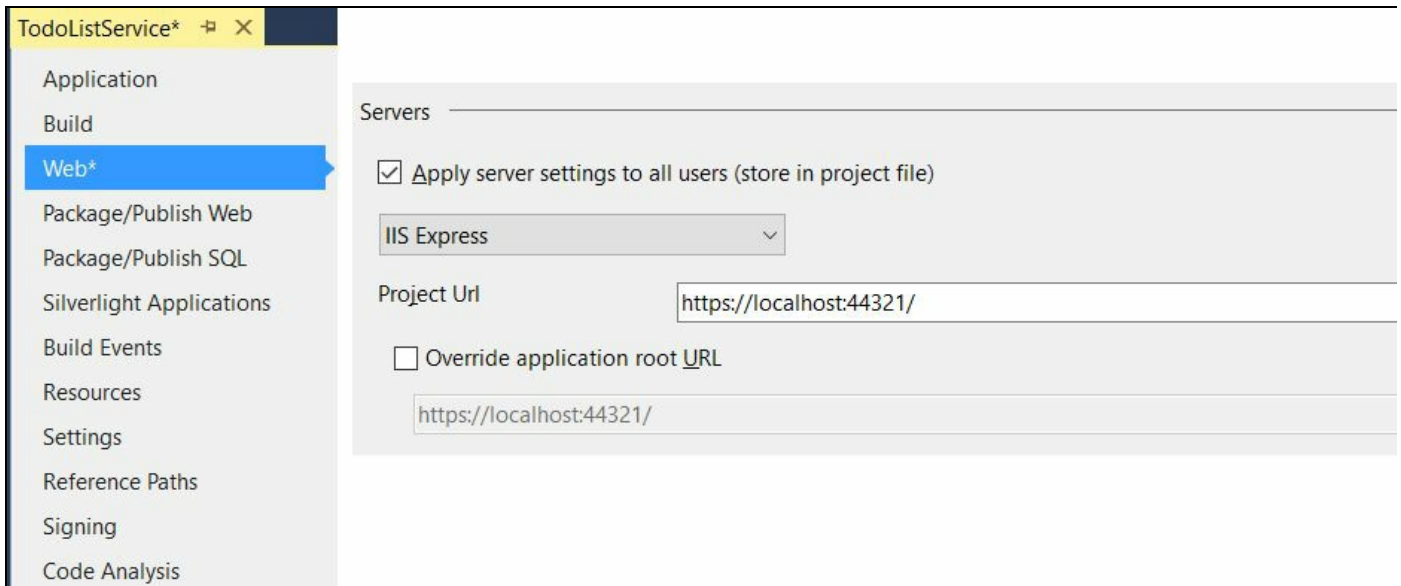 TodoListService*
Application
Build
Web*
Package/Publish Web
Package/Publish SQL
Silverlight Applications
Build Events
Resources
Settings
Reference Paths
Signing
Code Analysis
Servers
Apply server settings to all users (store in project file)
IIS Express
Project Url
https://localhost:44321/
Override application root URL
https://localhost:44321/